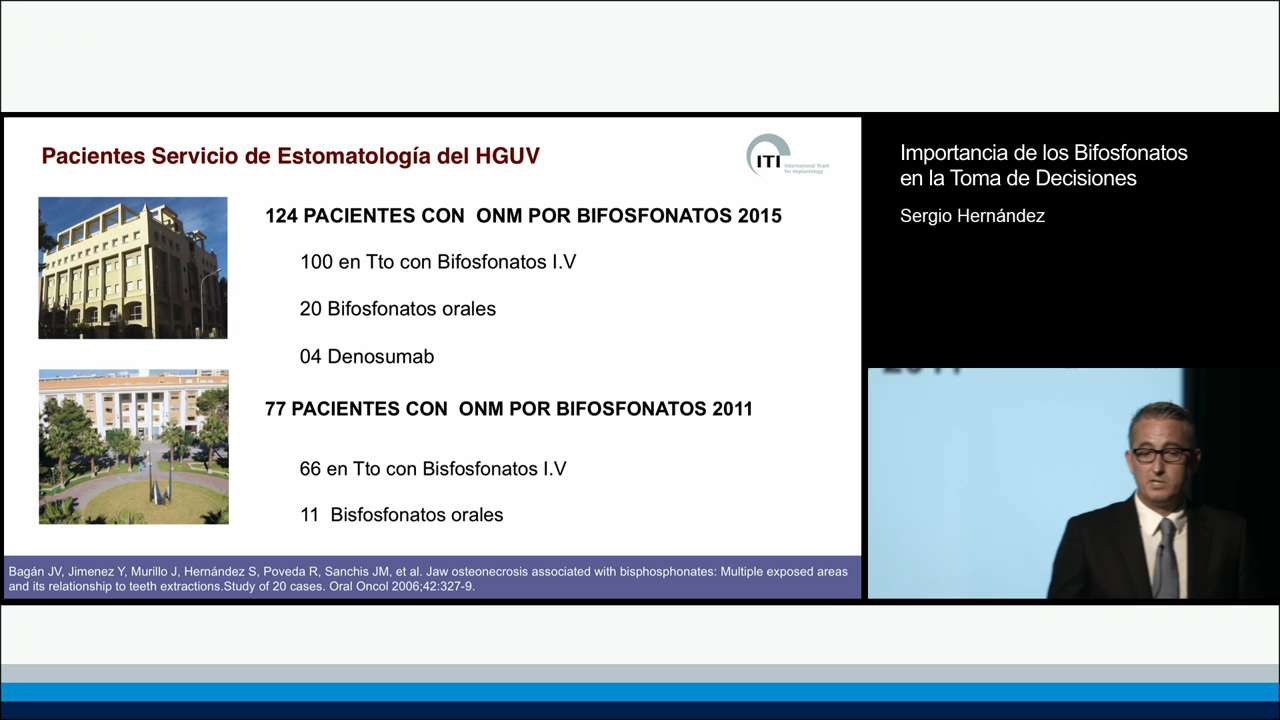 Pacientes Servicio de Estomatología del HGUV
ITI International Team
for Implantology
124 PACIENTES CON ONM POR BIFOSFONATOS 2015
100 en Tto con Bifosfonatos I.V
20 Bifosfonatos orales
04 Denosumab
77 PACIENTES CON ONM POR BIFOSFONATOS 2011
66 en Tto con Bisfosfonatos I.V
11 Bisfosfonatos orales
Bagán JV, Jimenez Y, Murillo J, Hernández S, Poveda R, Sanchis JM, et al. Jaw osteonecrosis associated with bisphosphonates: Multiple exposed areas
and its relationship to teeth extractions.Study of 20 cases. Oral Oncol 2006;42:327-9.
Importancia de los Bifosfonatos
en la Toma de Decisiones
Sergio Hernández